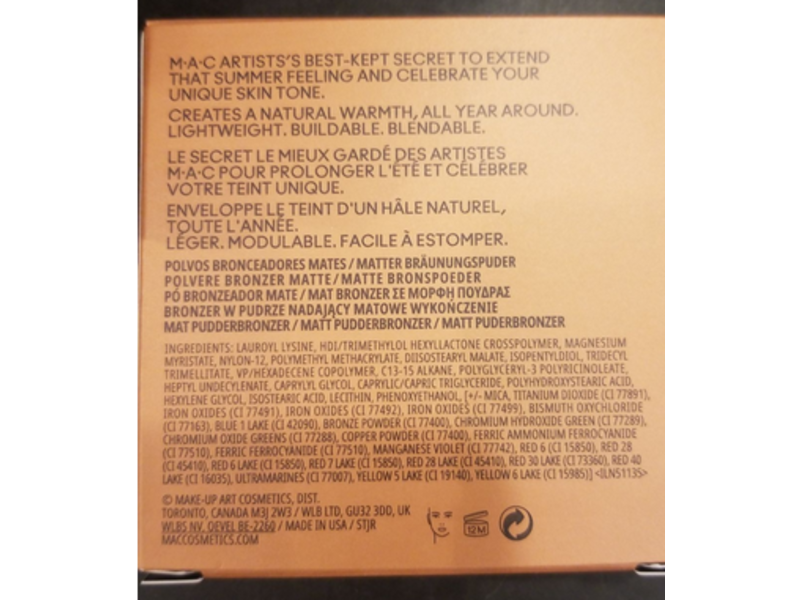 M·A·C ARTISTS'S BEST-KEPT SECRET TO EXTEND
THAT SUMMER FEELING AND CELEBRATE YOUR
UNIQUE SKIN TONE.
CREATES A NATURAL WARMTH, ALL YEAR AROUND.
LIGHTWEIGHT. BUILDABLE. BLENDABLE.
LE SECRET LE MIEUX GARDÉ DES ARTISTES
M·A·C POUR PROLONGER L'ÉTÉ ET CÉLÉBRER
VOTRE TEINT UNIQUE.
ENVELOPPE LE TEINT D'UN HÂLE NATUREL,
TOUTE L'ANNÉE.
LÉGER. MODULABLE. FACILE À ESTOMPER.
POLVOS BRONCEADORES MATES / MATTER BRÄUNUNGSPUDER
POLVERE BRONZER MATTE / MATTE BRONSPOEDER
PÓ BRONZEADOR MATE / MAT BRONZER ΣΕ ΜΟΡΦΗ ΠΟΥΔΡΑΣ
BRONZER W PUDRZE NADAJĄCY MATOWE WYKOŃCZENIE
MAT PUDDERBRONZER / MATT PUDDERBRONZER / MATT PUDERBRONZER
INGREDIENTS: LAUROYL LYSINE, HDI/TRIMETHYLOL HEXYLLACTONE CROSSPOLYMER, MAGNESIUM
MYRISTATE, NYLON-12, POLYMETHYL METHACRYLATE, DIISOSTEARYL MALATE, ISOPENTYLDIOL, TRIDECYL
TRIMELLITATE, VP/HEXADECENE COPOLYMER, C13-15 ALKANE, POLYGLYCERYL-3 POLYRICINOLEATE,
HEPTYL UNDECYLENATE, CAPRYLYL GLYCOL, CAPRYLIC/CAPRIC TRIGLYCERIDE, POLYHYDROXYSTEARIC ACID,
HEXYLENE GLYCOL, ISOSTEARIC ACID, LECITHIN, PHENOXYETHANOL, [+/- MICA, TITANIUM DIOXIDE (CI 77891),
IRON OXIDES (CI 77491), IRON OXIDES (CI 77492), IRON OXIDES (CI 77499), BISMUTH OXYCHLORIDE
(CI 77163), BLUE 1 LAKE (CI 42090), BRONZE POWDER (CI 77400), CHROMIUM HYDROXIDE GREEN (CI 77289),
CHROMIUM OXIDE GREENS (CI 77288), COPPER POWDER (CI 77400), FERRIC AMMONIUM FERROCYANIDE
(CI 77510), FERRIC FERROCYANIDE (CI 77510), MANGANESE VIOLET (CI 77742), RED 6 (CI 15850), RED 28
(CI 45410), RED 6 LAKE (CI 15850), RED 7 LAKE (CI 15850), RED 28 LAKE (CI 45410), RED 30 LAKE (CI 73360), RED 40
LAKE (CI 16035), ULTRAMARINES (CI 77007), YELLOW 5 LAKE (CI 19140), YELLOW 6 LAKE (CI 15985)] <ILN51135>
© MAKE-UP ART COSMETICS, DIST.
TORONTO, CANADA M3J 2W3 / WLB LTD, GU32 3DD, UK
WLBS NV. OEVEL BE-2260 / MADE IN USA / STJR
MACCOSMETICS.COM
12M